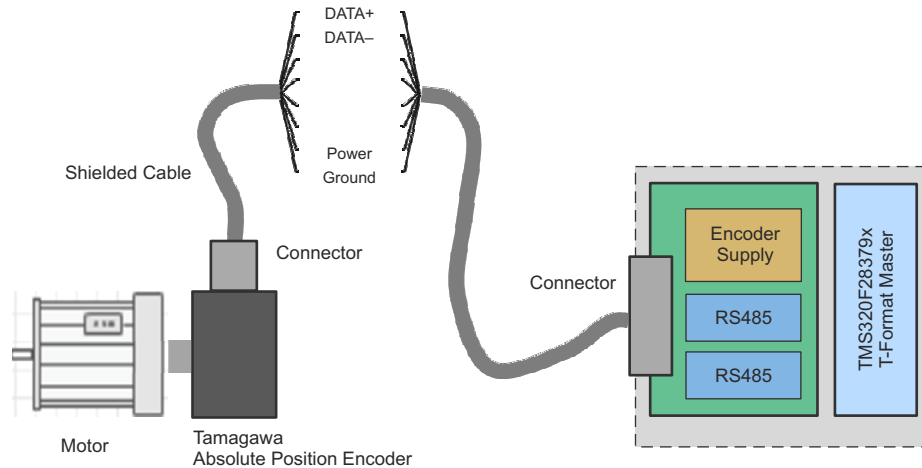 DATA+
DATA–
Power
Ground
Shielded Cable
Connector
Connector
Encoder
Supply
RS485
RS485
TMS320F28379x
T-Format Master
Motor
Tamagawa
Absolute Position Encoder